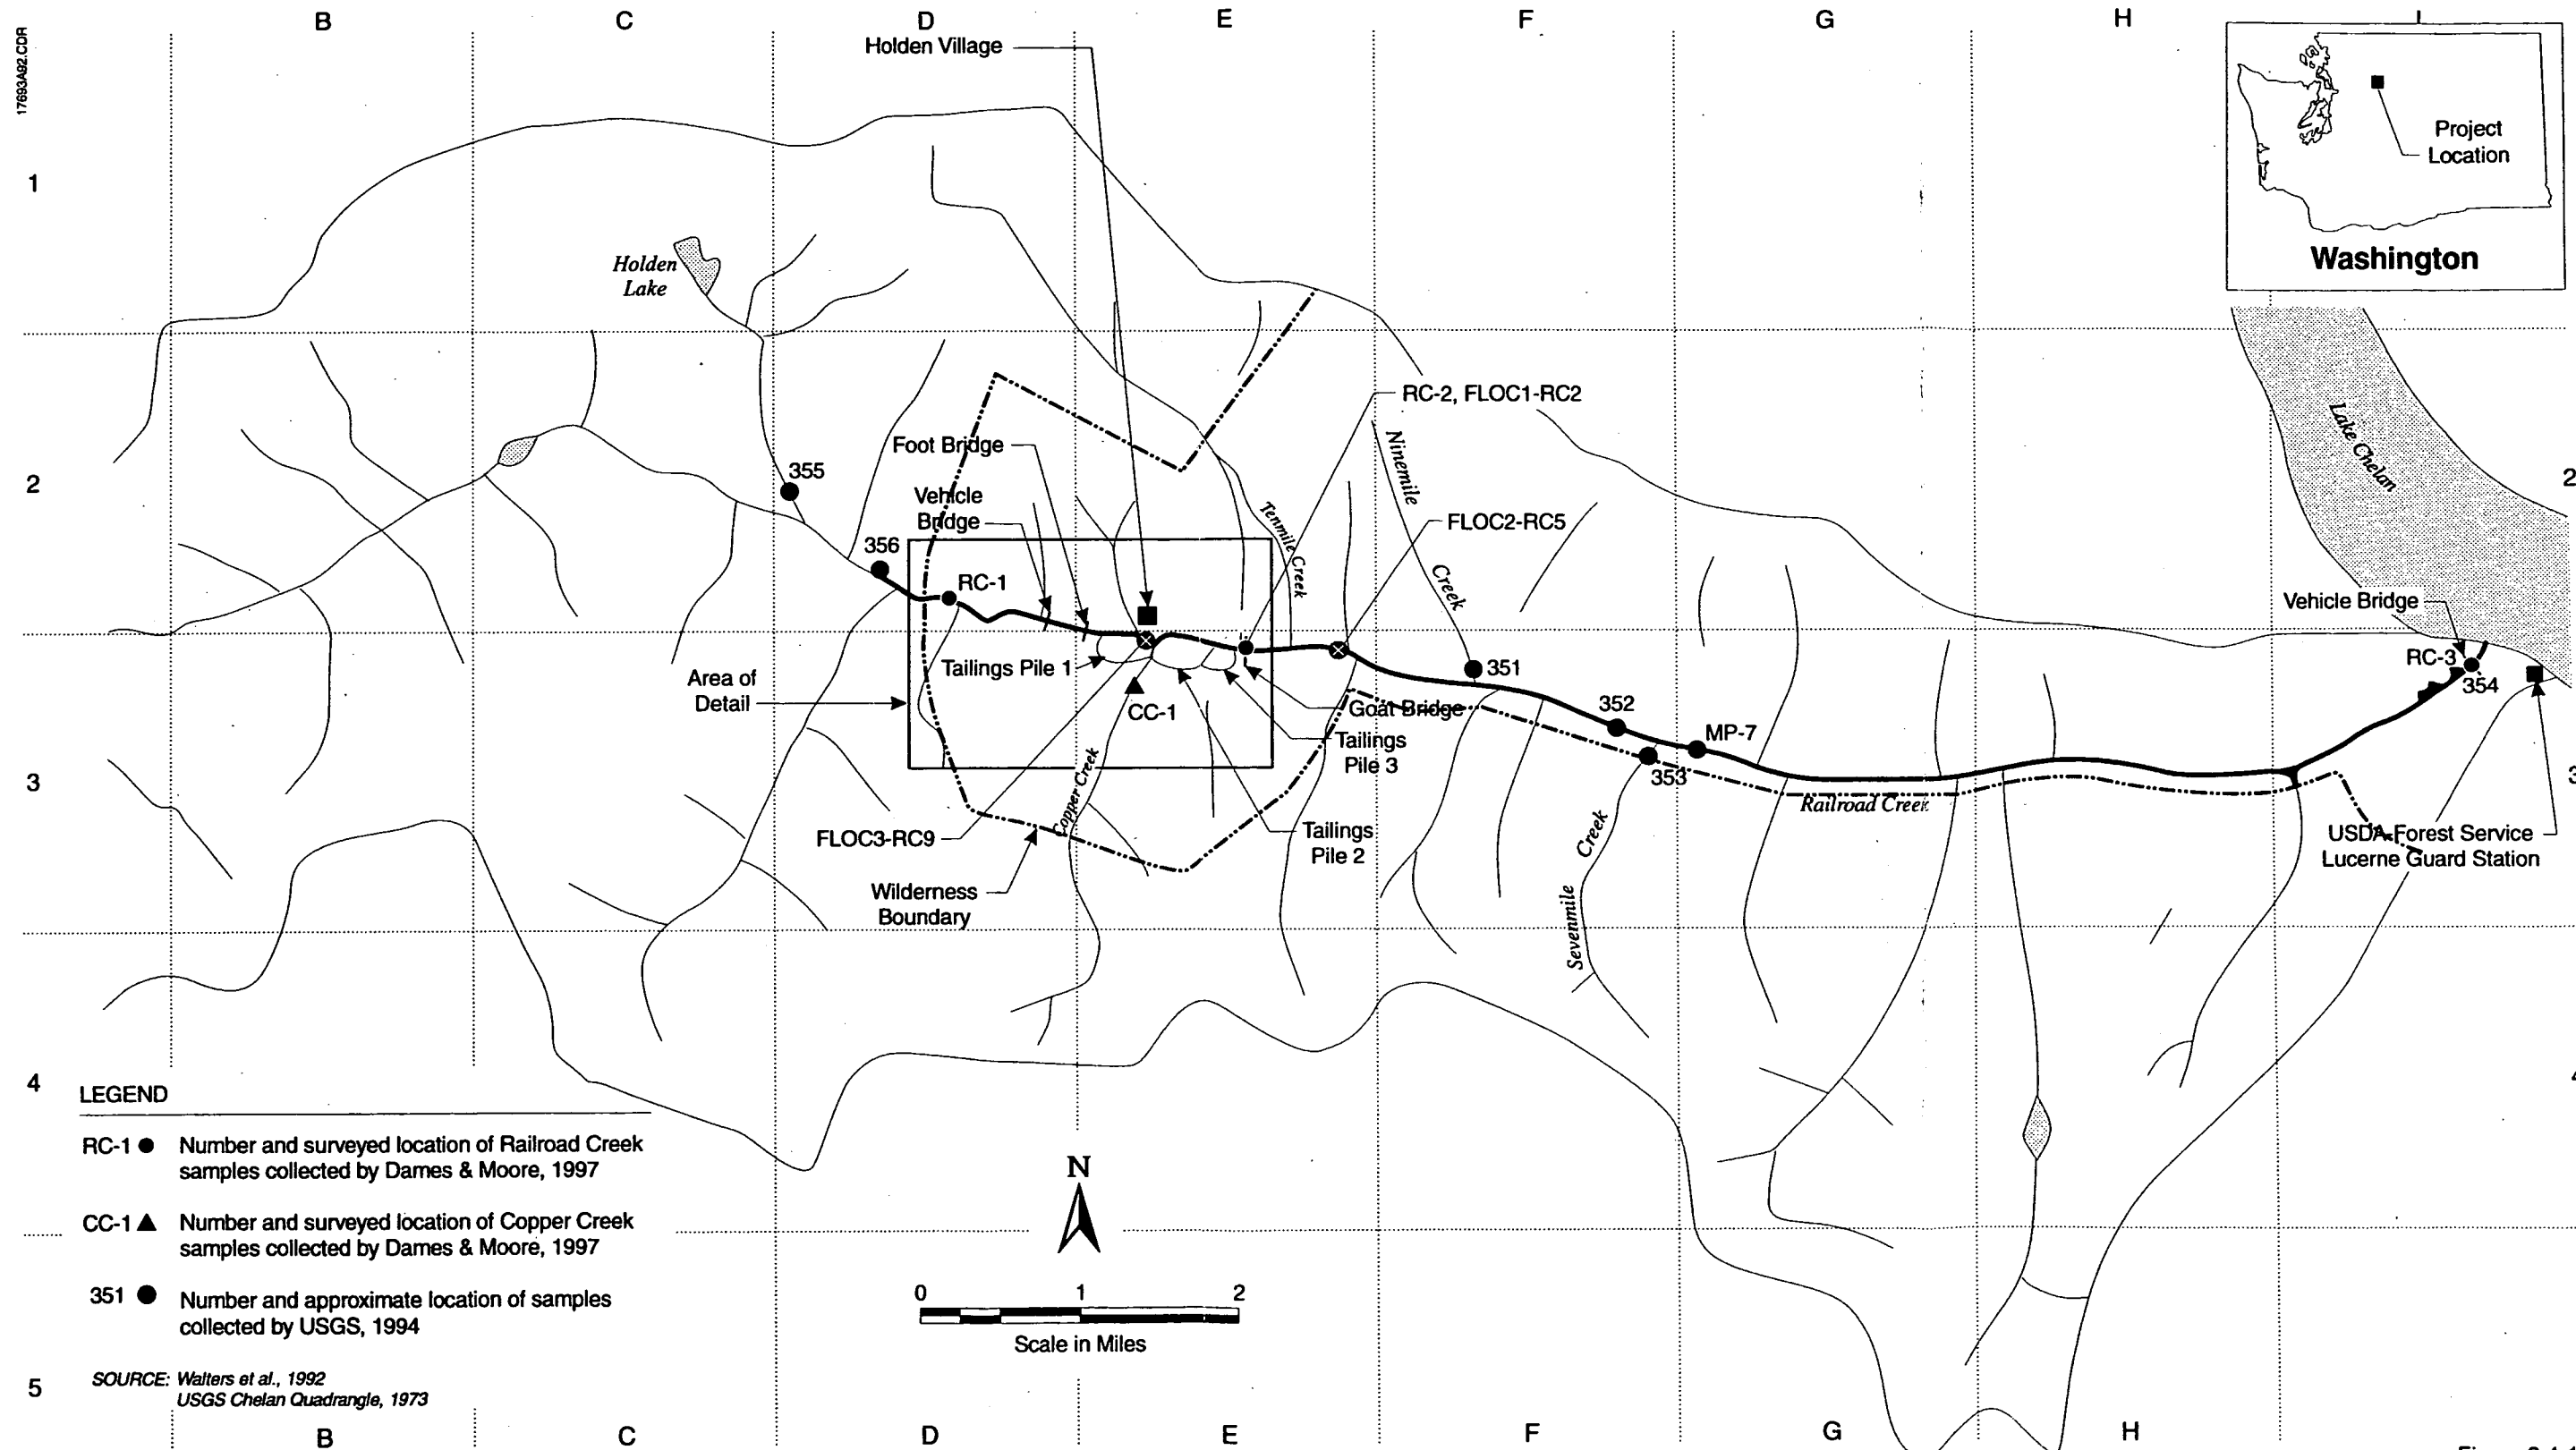 17693A92.CDR
B
C
D
E
F
G
H
I
Holden Village
Project
Location
Washington
1
Holden
Lake
RC-2, FLOC1-RC2
Foot Bridge
Ninemile
Creek
Lake Chelan
2
2
355
Vehicle
Bridge
Tenmile Creek
FLOC2-RC5
356
RC-1
Vehicle Bridge
Tailings Pile 1
351
RC-3
354
Area of
Detail
CC-1
Goat Bridge
352
MP-7
Tailings
Pile 3
353
3
3
Copper Creek
Railroad Creek
FLOC3-RC9
Tailings
Pile 2
Sevenmile
Creek
USDA-Forest Service
Lucerne Guard Station
Wilderness
Boundary
4
LEGEND
RC-1 Number and surveyed location of Railroad Creek
samples collected by Dames & Moore, 1997
CC-1 Number and surveyed location of Copper Creek
samples collected by Dames & Moore, 1997
351 Number and approximate location of samples
collected by USGS, 1994
N
0 1 2
Scale in Miles
SOURCE: Walters et al., 1992
USGS Chelan Quadrangle, 1973
5
B
C
D
E
F
G
H